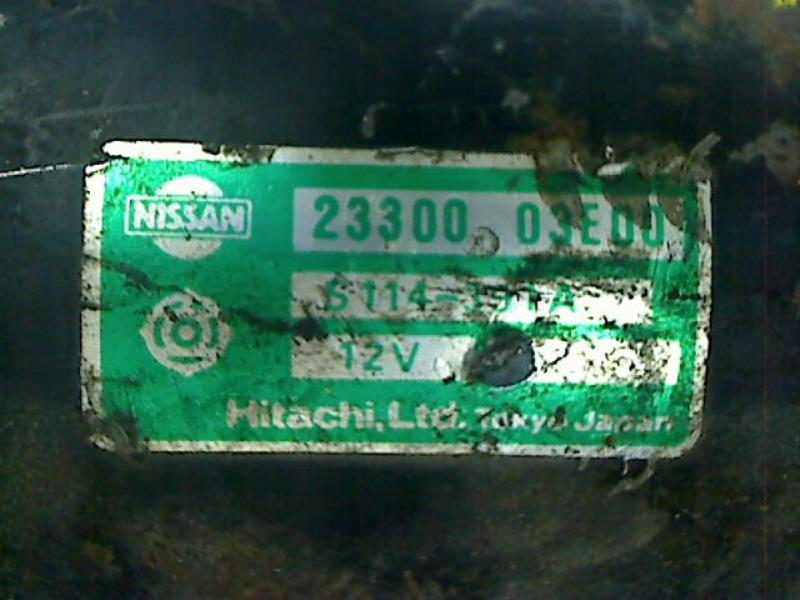 NISSAN
23300 03E00
12V
Hitachi, Ltd. Tokyo Japan